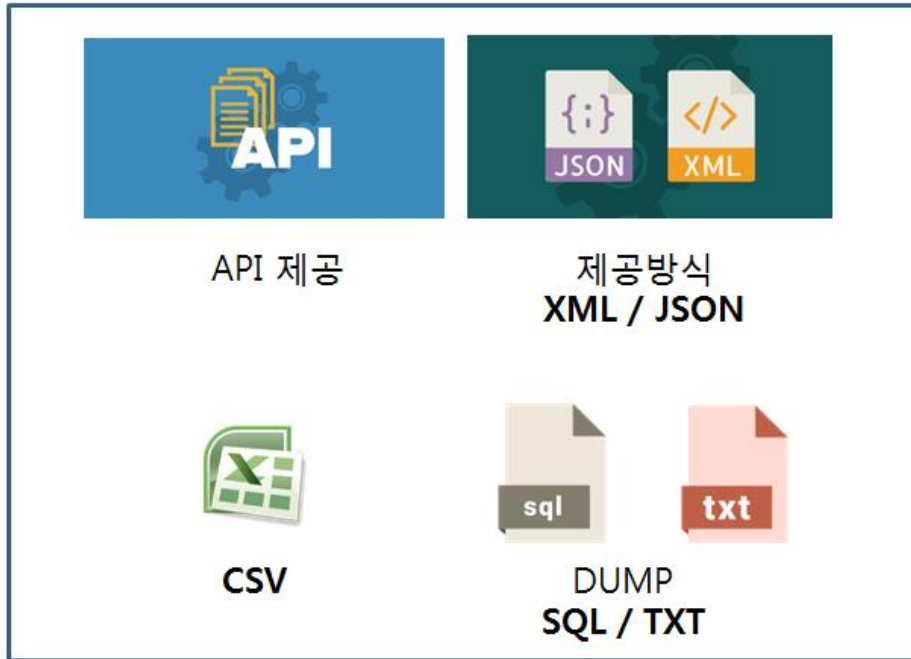 API
{;}
JSON
</>
XML
API 제공
제공방식
XML / JSON
X
sql
txt
CSV
DUMP
SQL / TXT